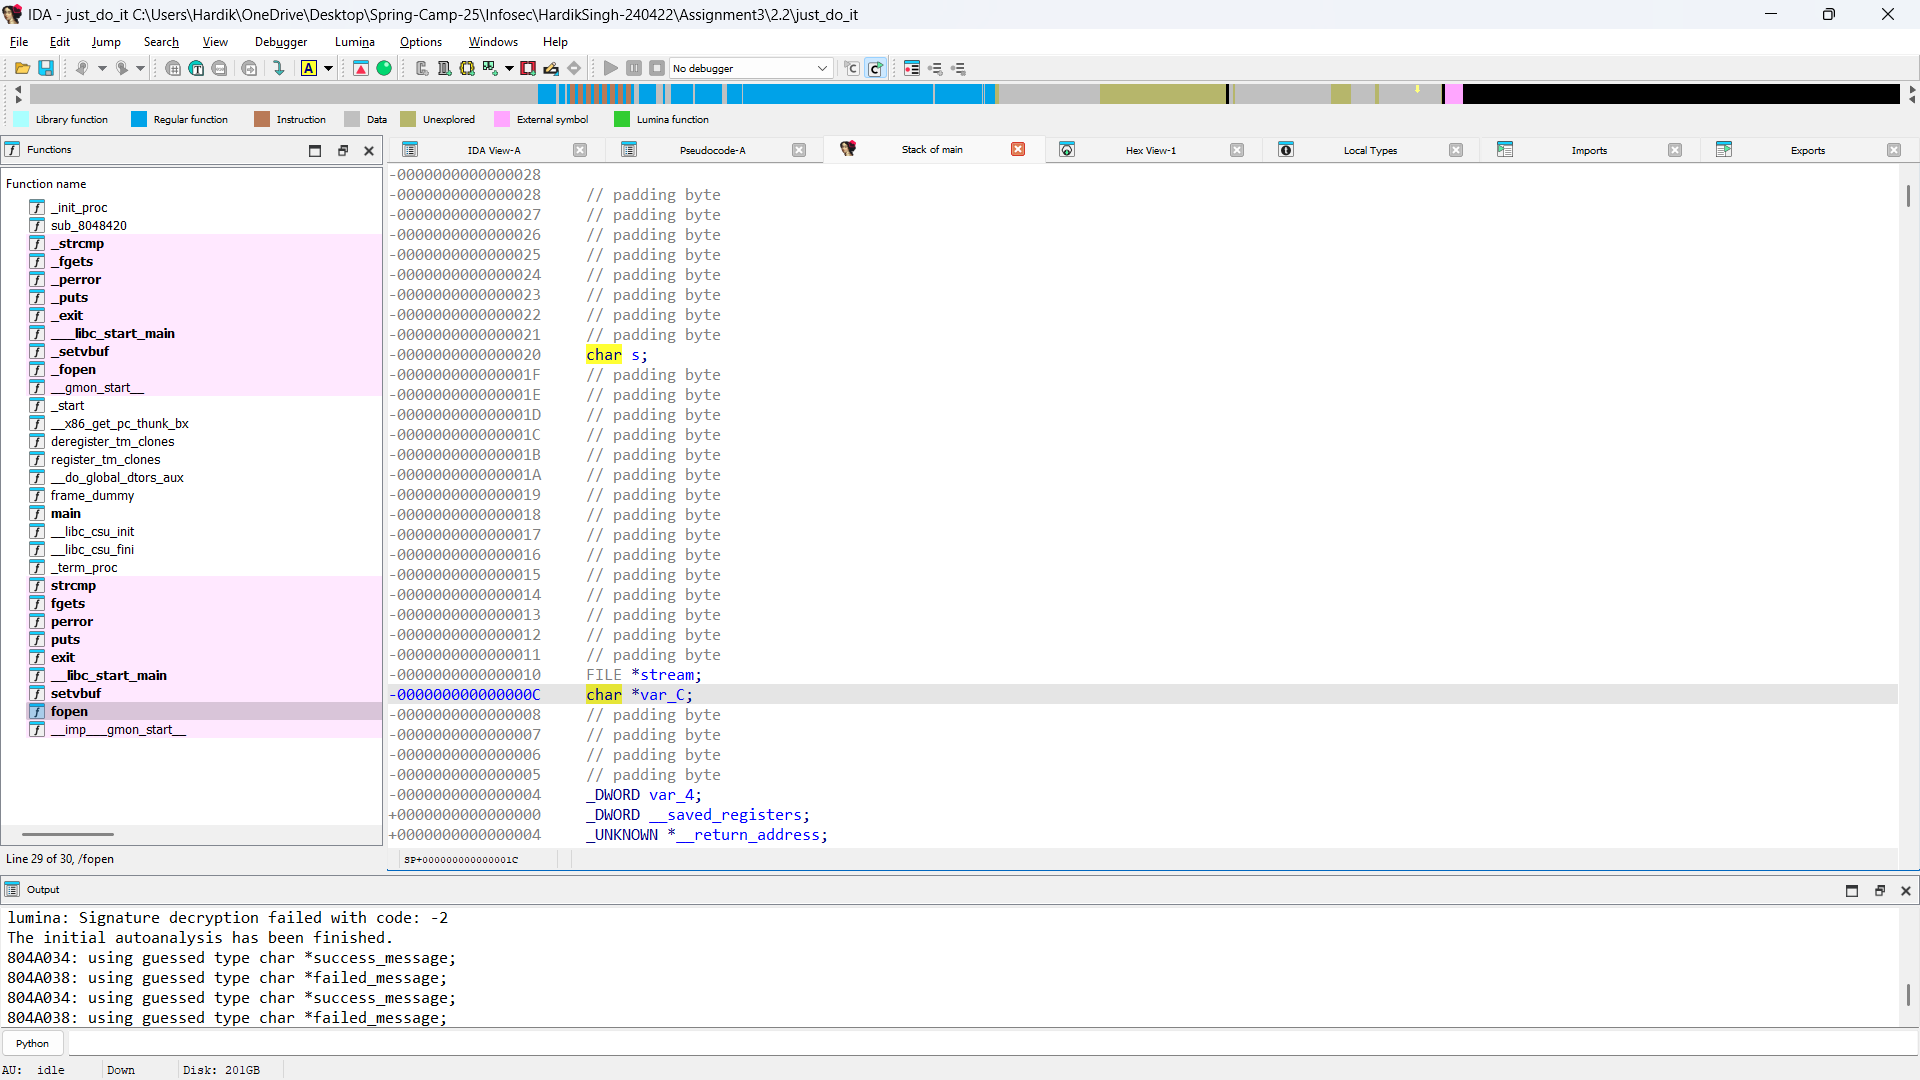 IDA - just_do_it C:\Users\Hardik\OneDrive\Desktop\Spring-Camp-25\Infosec\HardikSingh-240422\Assignment3\2.2\just_do_it
File Edit Jump Search View Debugger Lumina Options Windows Help
No debugger
Library function Regular function Instruction Data Unexplored External symbol Lumina function
Functions
IDA View-A Pseudocode-A Stack of main Hex View-1 Local Types Imports Exports
Function name
_init_proc
sub_8048420
_strcmp
_fgets
_perror
_puts
_exit
___libc_start_main
_setvbuf
_fopen
__gmon_start__
_start
__x86_get_pc_thunk_bx
deregister_tm_clones
register_tm_clones
__do_global_dtors_aux
frame_dummy
main
__libc_csu_init
__libc_csu_fini
_term_proc
strcmp
fgets
perror
puts
exit
__libc_start_main
setvbuf
fopen
__imp___gmon_start__
Line 29 of 30, /fopen
-0000000000000028
-0000000000000028 // padding byte
-0000000000000027 // padding byte
-0000000000000026 // padding byte
-0000000000000025 // padding byte
-0000000000000024 // padding byte
-0000000000000023 // padding byte
-0000000000000022 // padding byte
-0000000000000021 // padding byte
-0000000000000020 char s;
-000000000000001F // padding byte
-000000000000001E // padding byte
-000000000000001D // padding byte
-000000000000001C // padding byte
-000000000000001B // padding byte
-000000000000001A // padding byte
-0000000000000019 // padding byte
-0000000000000018 // padding byte
-0000000000000017 // padding byte
-0000000000000016 // padding byte
-0000000000000015 // padding byte
-0000000000000014 // padding byte
-0000000000000013 // padding byte
-0000000000000012 // padding byte
-0000000000000011 // padding byte
-0000000000000010 FILE *stream;
-000000000000000C char *var_C;
-0000000000000008 // padding byte
-0000000000000007 // padding byte
-0000000000000006 // padding byte
-0000000000000005 // padding byte
-0000000000000004 _DWORD var_4;
+0000000000000000 _DWORD __saved_registers;
+0000000000000004 _UNKNOWN *__return_address;
SP+000000000000001C
Output
lumina: Signature decryption failed with code: -2
The initial autoanalysis has been finished.
804A034: using guessed type char *success_message;
804A038: using guessed type char *failed_message;
804A034: using guessed type char *success_message;
804A038: using guessed type char *failed_message;
Python
AU: idle Down Disk: 201GB